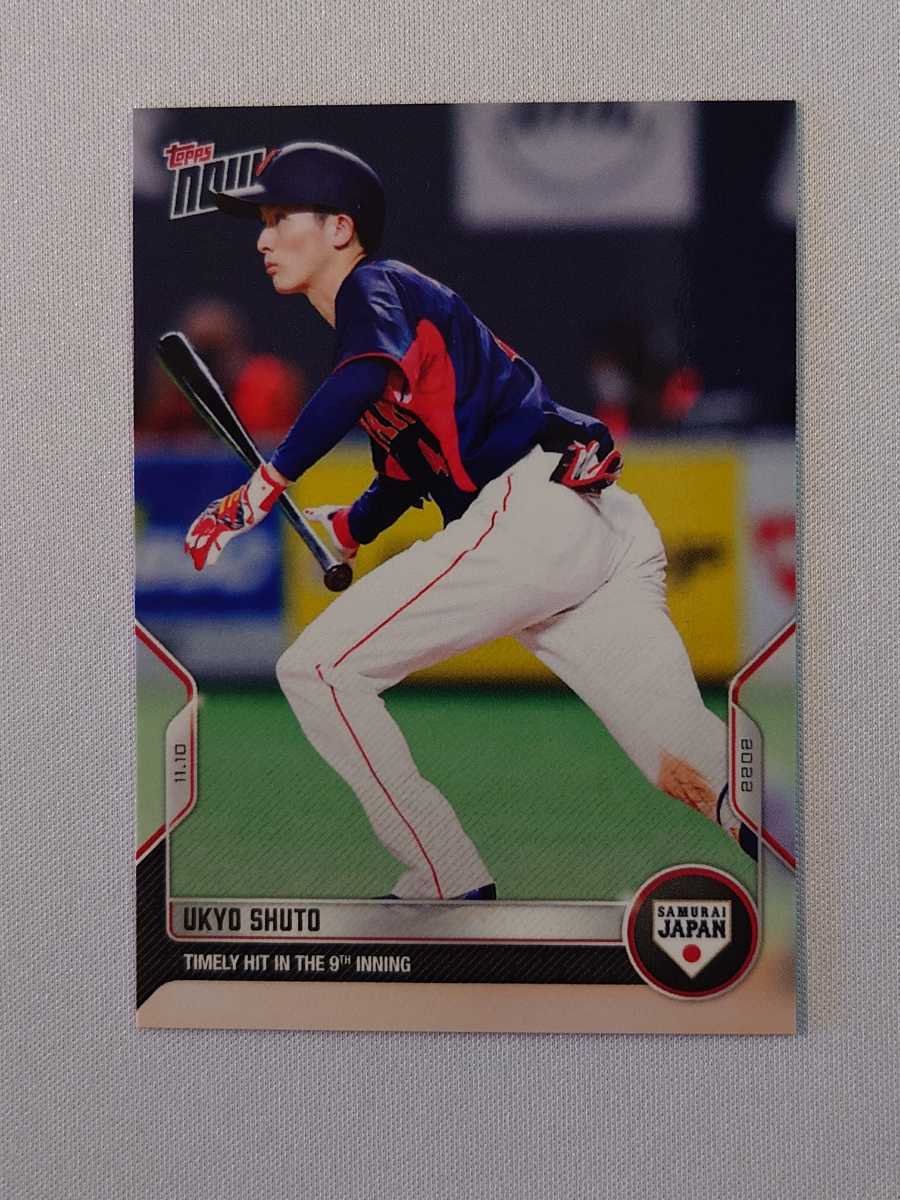 topps
NOW
11.10
2022
UKYO SHUTO
TIMELY HIT IN THE 9TH INNING
SAMURAI
JAPAN